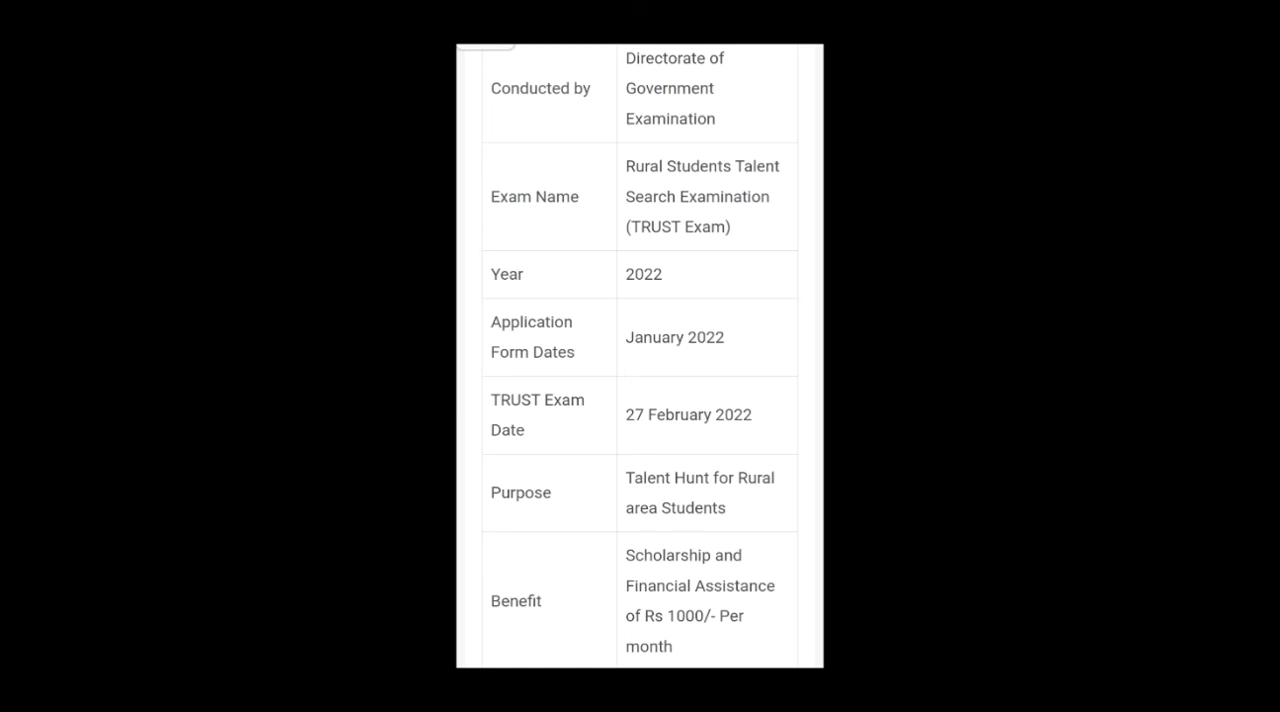 Conducted by
Directorate of
Government
Examination
Exam Name
Rural Students Talent
Search Examination
(TRUST Exam)
Year
2022
Application
Form Dates
January 2022
TRUST Exam
Date
27 February 2022
Purpose
Talent Hunt for Rural
area Students
Benefit
Scholarship and
Financial Assistance
of Rs 1000/- Per
month